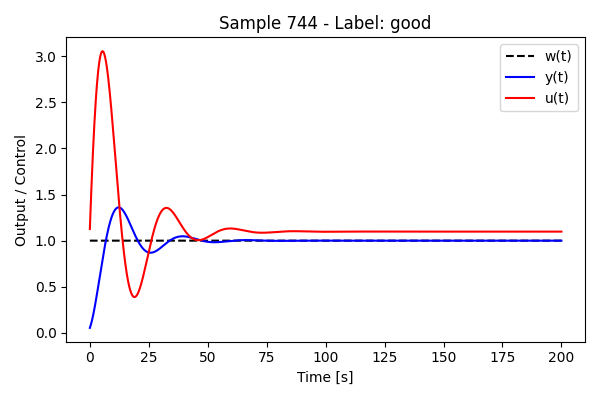 Sample 744 - Label: good
w(t)
y(t)
u(t)
Output / Control
3.0
2.5
2.0
1.5
1.0
0.5
0.0
0 25 50 75 100 125 150 175 200
Time [s]